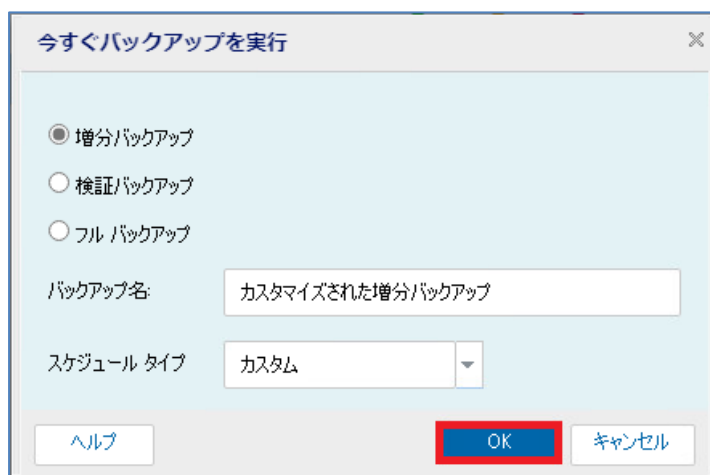 今すぐバックアップを実行
増分バックアップ
検証バックアップ
フル バックアップ
バックアップ名: カスタマイズされた増分バックアップ
スケジュール タイプ カスタム
ヘルプ OK キャンセル